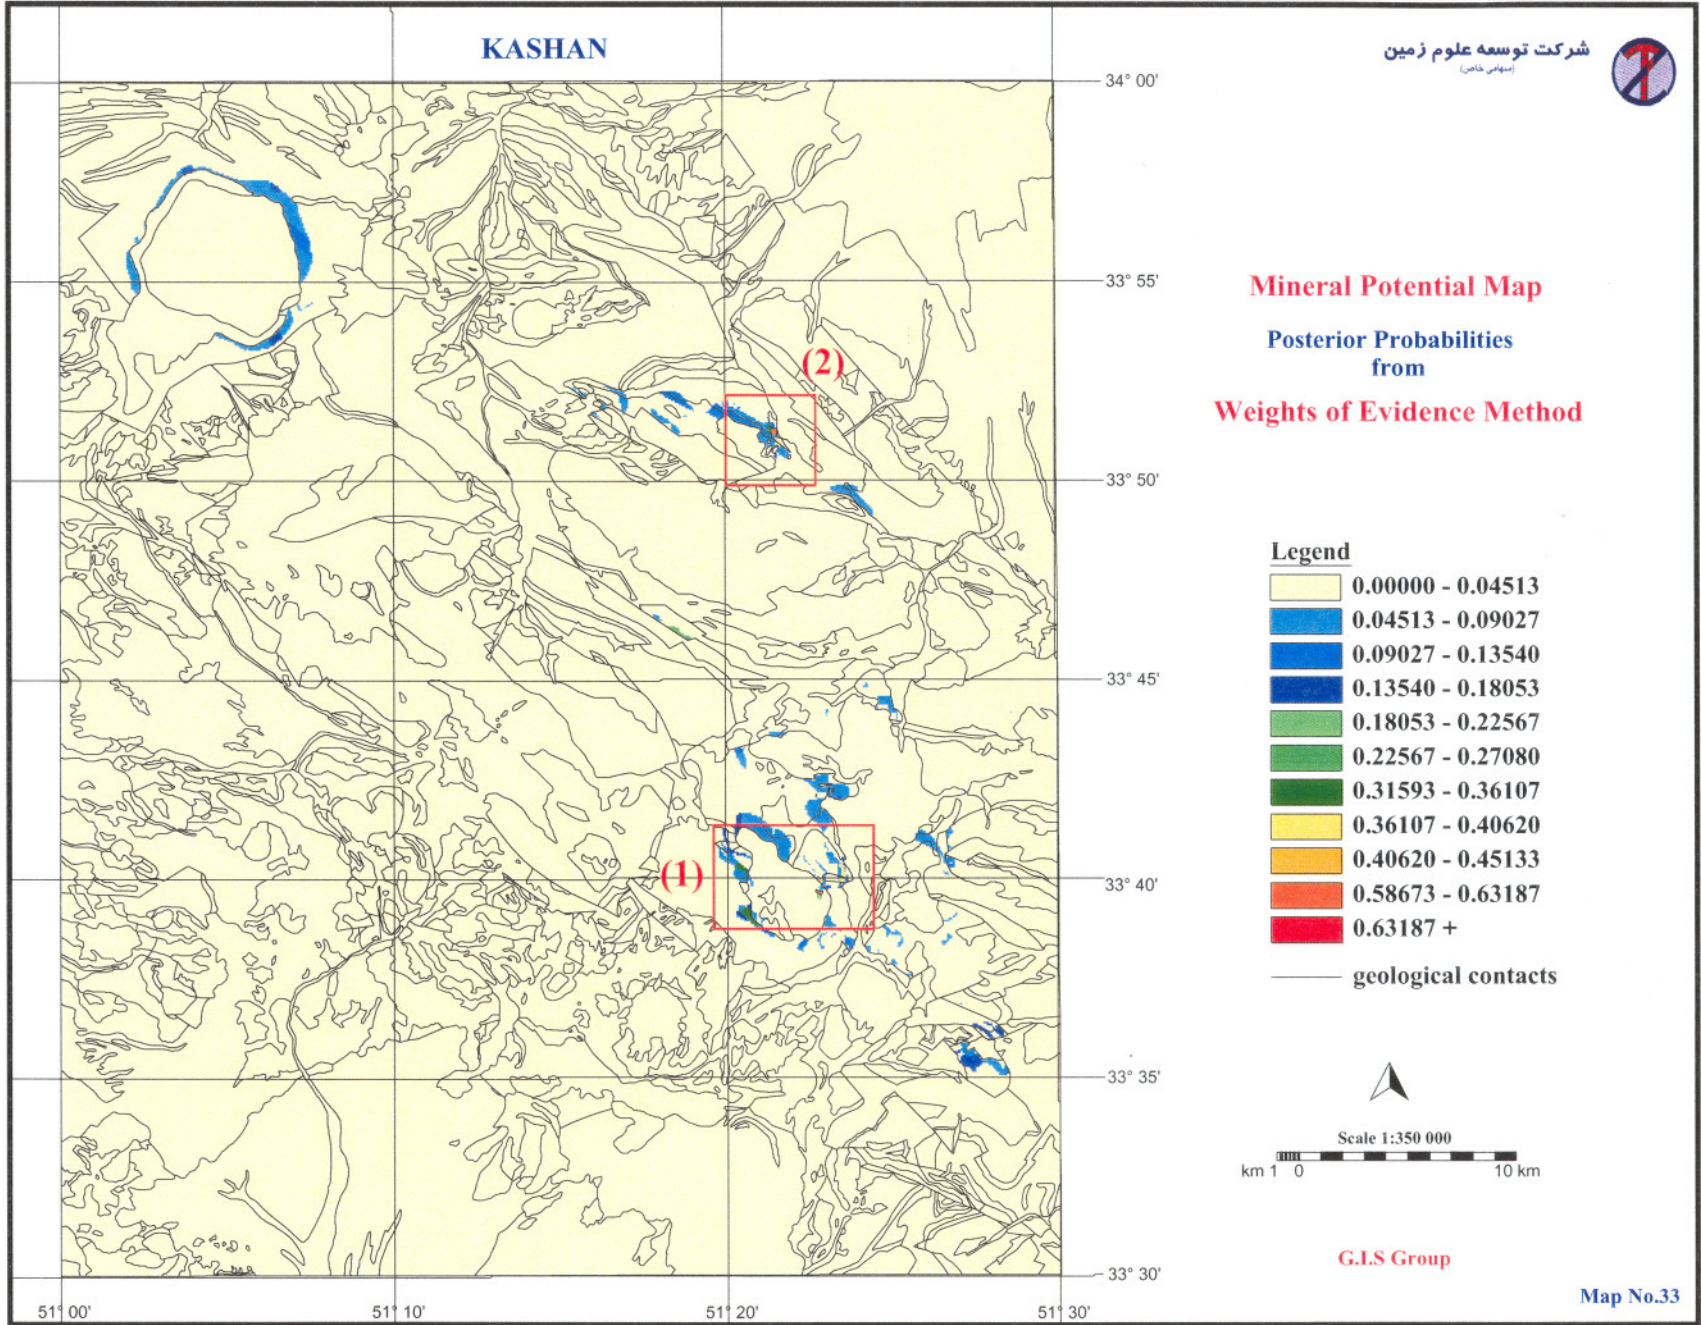 KASHAN
شرکت توسعه علوم زمین
(سهامی خاص)
34° 00'
33° 55'
33° 50'
33° 45'
33° 40'
33° 35'
33° 30'
51° 00'
51° 10'
51° 20'
51° 30'
(2)
(1)
Mineral Potential Map
Posterior Probabilities
from
Weights of Evidence Method
Legend
0.00000 - 0.04513
0.04513 - 0.09027
0.09027 - 0.13540
0.13540 - 0.18053
0.18053 - 0.22567
0.22567 - 0.27080
0.31593 - 0.36107
0.36107 - 0.40620
0.40620 - 0.45133
0.58673 - 0.63187
0.63187 +
geological contacts
Scale 1:350 000
km 1 0 10 km
G.I.S Group
Map No.33